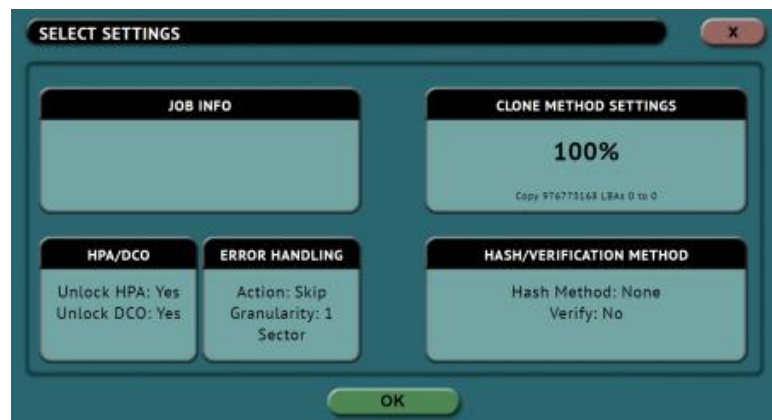 SELECT SETTINGS
X
JOB INFO
CLONE METHOD SETTINGS
100%
Copy 976773168 LBAs 0 to 0
HPA/DCO
ERROR HANDLING
HASH/VERIFICATION METHOD
Unlock HPA: Yes
Unlock DCO: Yes
Action: Skip
Granularity: 1
Sector
Hash Method: None
Verify: No
OK